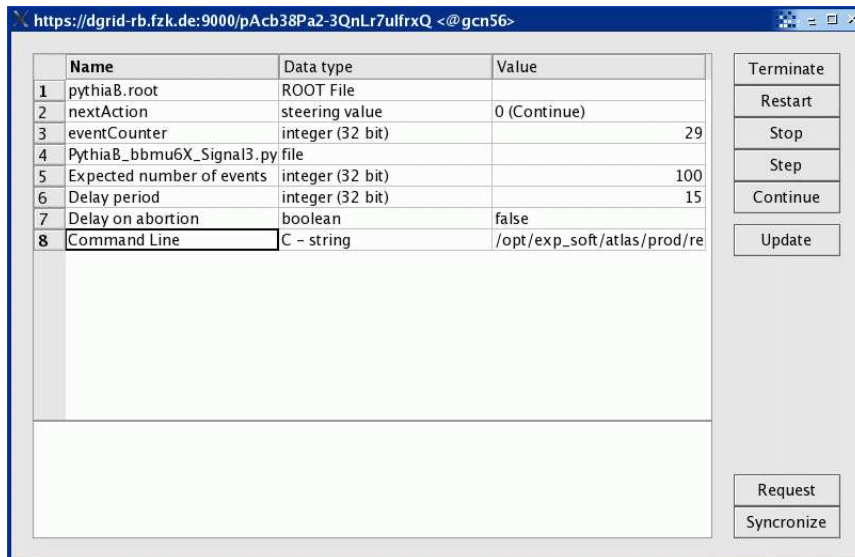 https://dgrid-rb.fzk.de:9000/pAcb38Pa2-3QnLr7ulfrxQ <@gcn56>
Name Data type Value
1 pythiaB.root ROOT File
2 nextAction steering value 0 (Continue)
3 eventCounter integer (32 bit) 29
4 PythiaB_bbmu6X_Signal3.py file
5 Expected number of events integer (32 bit) 100
6 Delay period integer (32 bit) 15
7 Delay on abortion boolean false
8 Command Line C - string /opt/exp_soft/atlas/prod/re
Terminate
Restart
Stop
Step
Continue
Update
Request
Syncronize